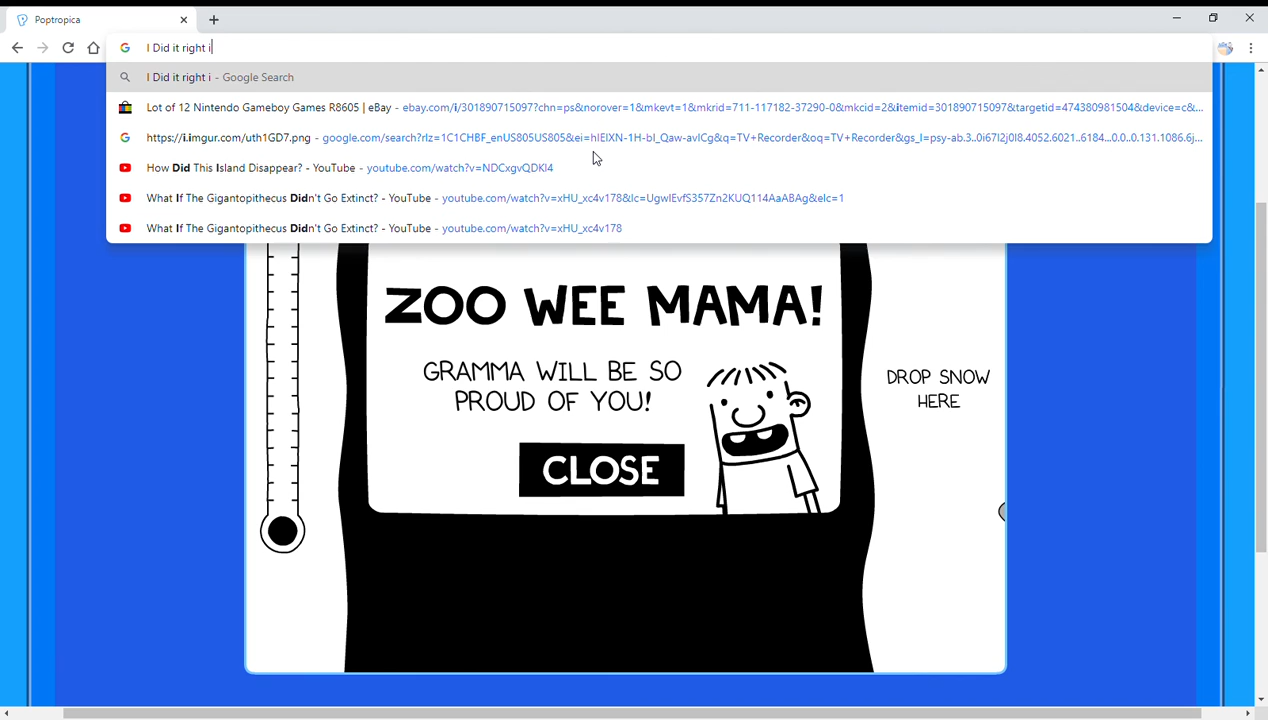 Poptropica
I Did it right i
I Did it right i - Google Search
Lot of 12 Nintendo Gameboy Games R8605 | eBay - ebay.com/i/301890715097?chn=ps&norover=1&mkevt=1&mkrid=711-117182-37290-0&mkcid=2&itemid=301890715097&targetid=474380981504&device=c&...
https://i.imgur.com/uth1GD7.png - google.com/search?rlz=1C1CHBF_enUS805US805&ei=hIElXN-1H-bI_Qaw-avICg&q=TV+Recorder&oq=TV+Recorder&gs_l=psy-ab.3..0i67l2j0l8.4052.6021..6184...0.0..0.131.1086.6j...
How Did This Island Disappear? - YouTube - youtube.com/watch?v=NDCxgvQDKI4
What If The Gigantopithecus Didn't Go Extinct? - YouTube - youtube.com/watch?v=xHU_xc4v178&lc=UgwIEvfS357Zn2KUQ114AaABAg&elc=1
What If The Gigantopithecus Didn't Go Extinct? - YouTube - youtube.com/watch?v=xHU_xc4v178
ZOO WEE MAMA!
GRAMMA WILL BE SO
PROUD OF YOU!
CLOSE
DROP SNOW
HERE